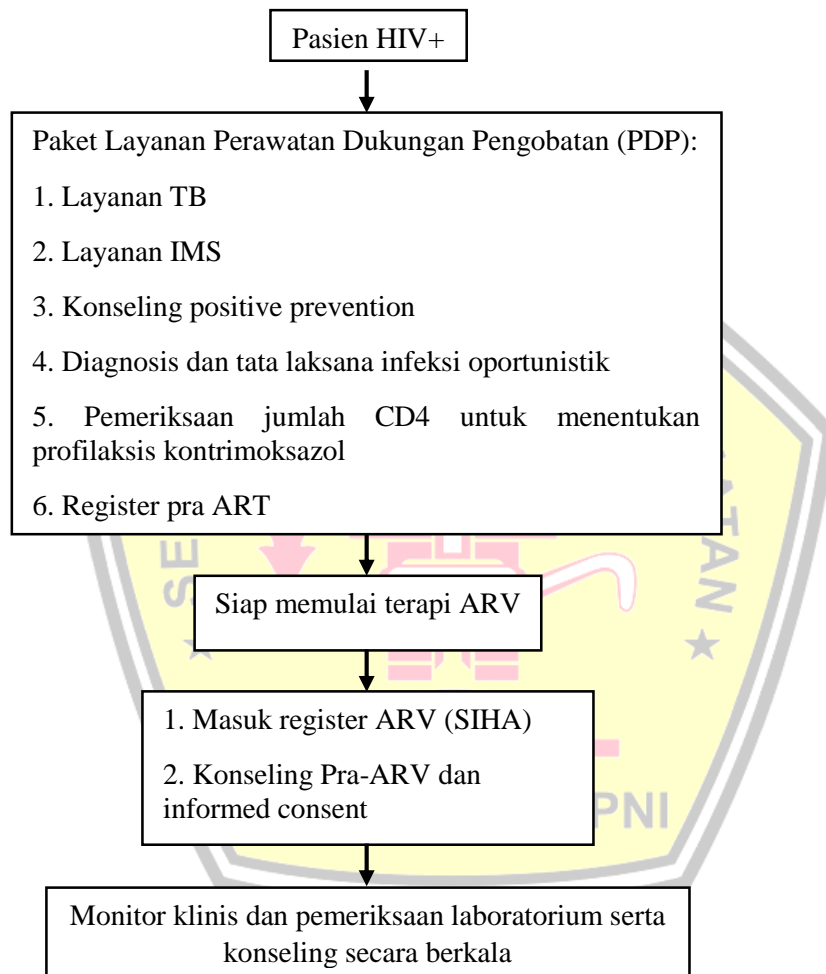 Pasien HIV+
Paket Layanan Perawatan Dukungan Pengobatan (PDP):
1. Layanan TB
2. Layanan IMS
3. Konseling positive prevention
4. Diagnosis dan tata laksana infeksi oportunistik
5. Pemeriksaan jumlah CD4 untuk menentukan
profilaksis kontrimoksazol
6. Register pra ART
Siap memulai terapi ARV
1. Masuk register ARV (SIHA)
2. Konseling Pra-ARV dan
informed consent
PNI
Monitor klinis dan pemeriksaan laboratorium serta
konseling secara berkala